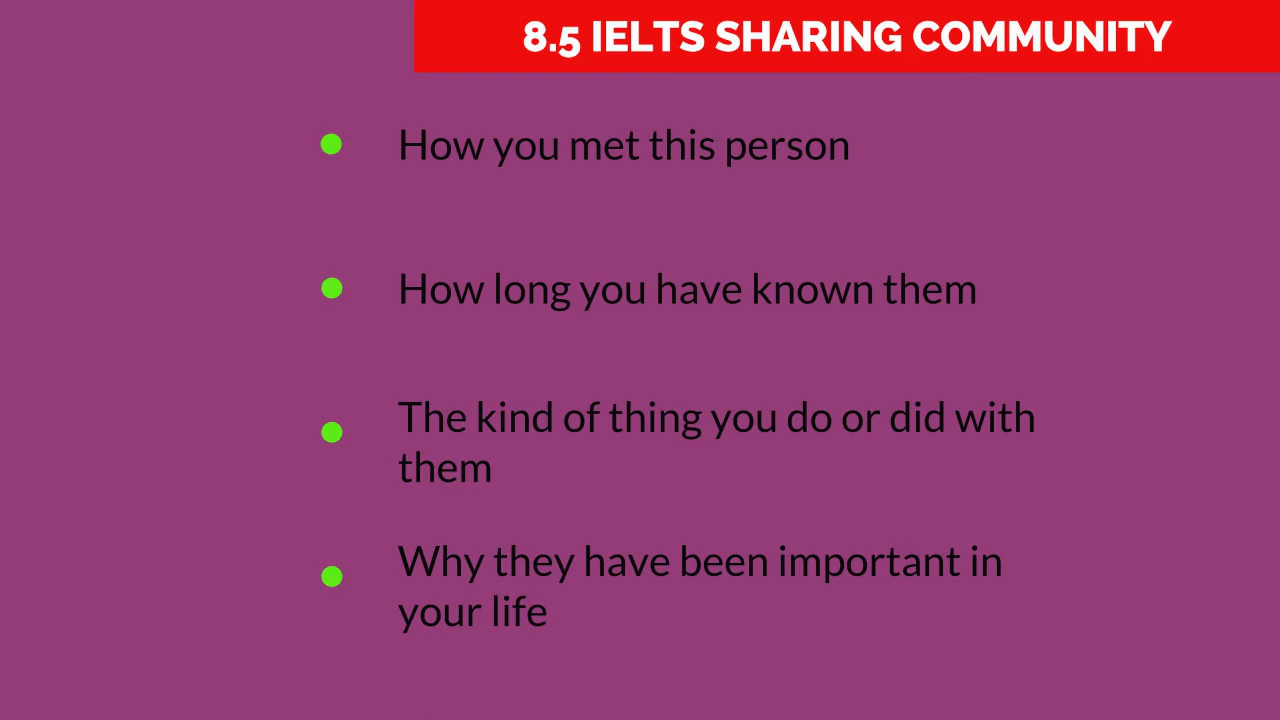 8.5 IELTS SHARING COMMUNITY
How you met this person
How long you have known them
The kind of thing you do or did with
them
Why they have been important in
your life